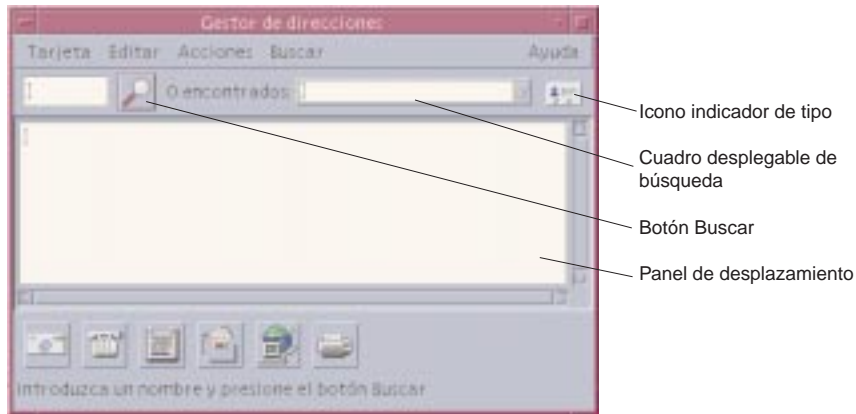 Gestor de direcciones
Tarjeta Editar Acciones Buscar Ayuda
0 encontrados
Icono indicador de tipo
Cuadro desplegable de
búsqueda
Botón Buscar
Panel de desplazamiento
Introduzca un nombre y presione el botón Buscar